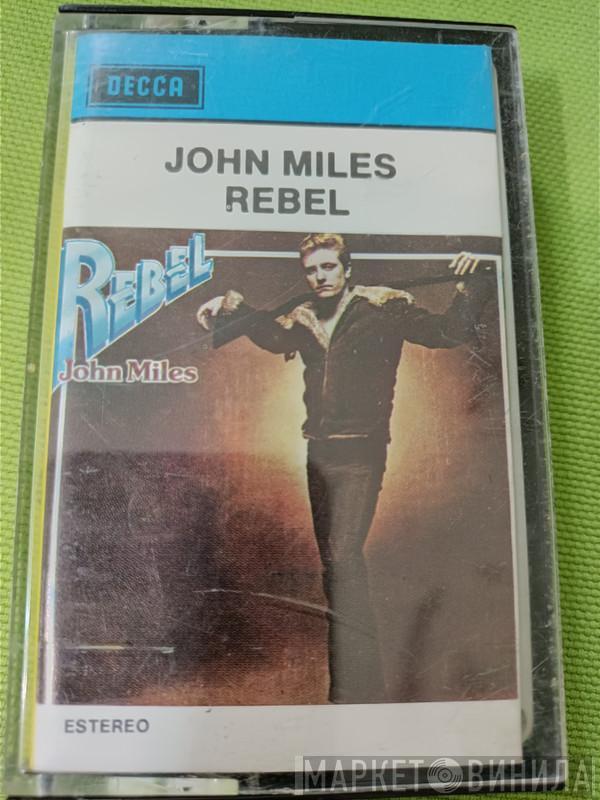 DECCA
JOHN MILES
REBEL
REBEL
John Miles
ESTEREO
МАРКЕТ ВИНИЛА